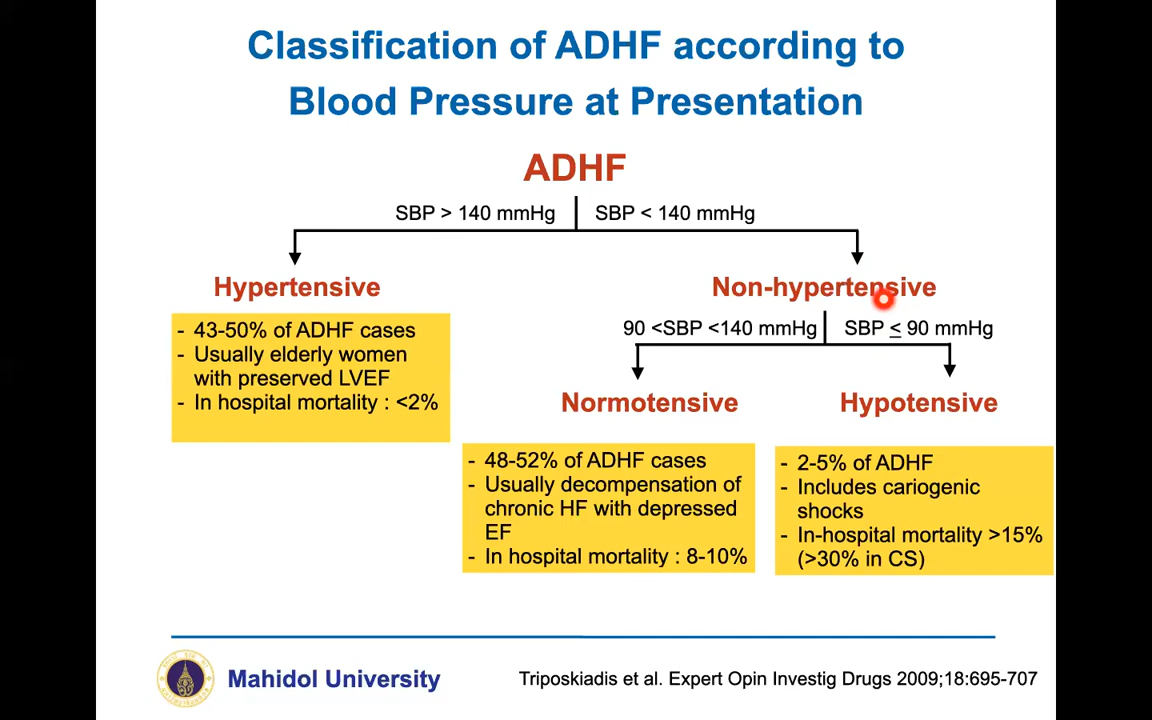 Classification of ADHF according to
Blood Pressure at Presentation
ADHF
SBP > 140 mmHg
SBP < 140 mmHg
Hypertensive
- 43-50% of ADHF cases
- Usually elderly women
with preserved LVEF
- In hospital mortality : <2%
Non-hypertensive
90 <SBP <140 mmHg
SBP ≤ 90 mmHg
Normotensive
- 48-52% of ADHF cases
- Usually decompensation of
chronic HF with depressed
EF
- In hospital mortality : 8-10%
Hypotensive
- 2-5% of ADHF
- Includes cariogenic
shocks
- In-hospital mortality >15%
(>30% in CS)
Mahidol University
Triposkiadis et al. Expert Opin Investig Drugs 2009;18:695-707